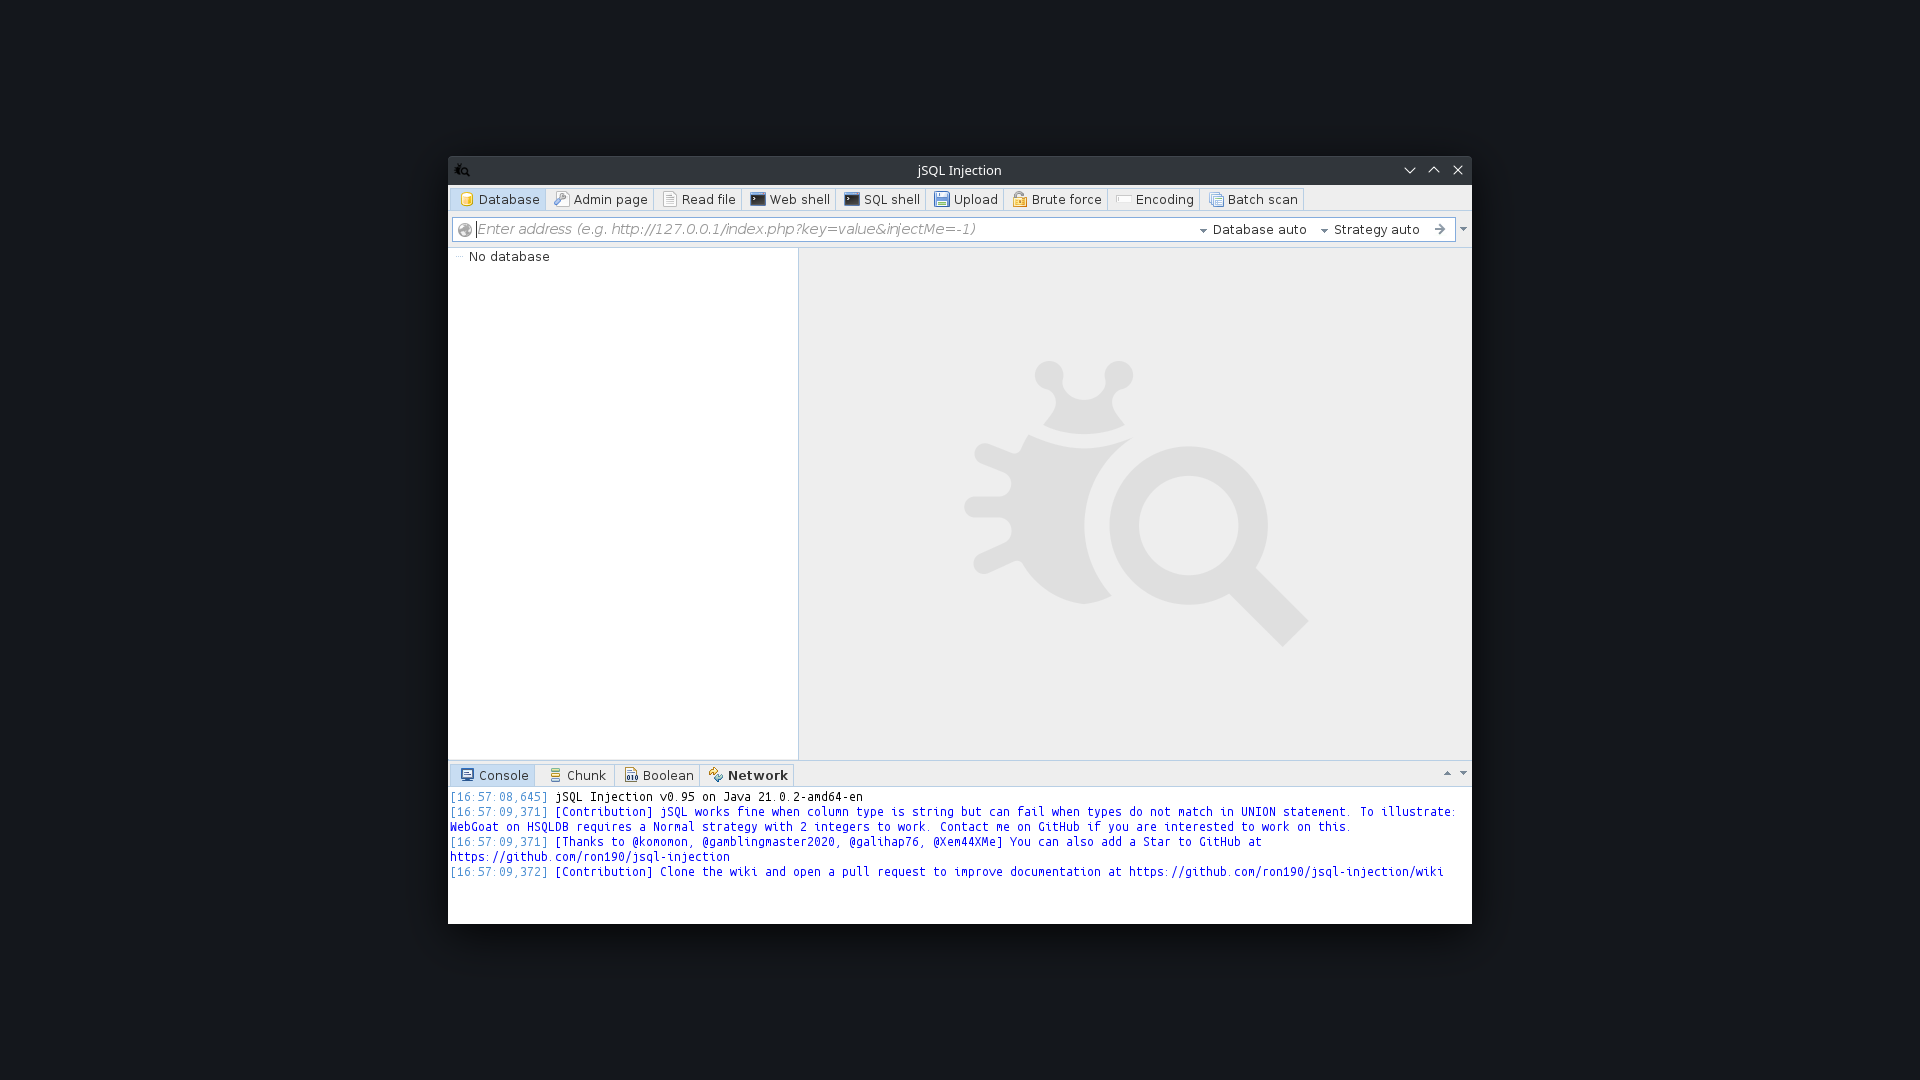 jSQL Injection
Database Admin page Read file Web shell SQL shell Upload Brute force Encoding Batch scan
Enter address (e.g. http://127.0.0.1/index.php?key=value&injectMe=-1) Database auto Strategy auto
No database
Console Chunk Boolean Network
[16:57:08,645] jSQL Injection v0.95 on Java 21.0.2-amd64-en
[16:57:09,371] [Contribution] jSQL works fine when column type is string but can fail when types do not match in UNION statement. To illustrate:
WebGoat on HSQLDB requires a Normal strategy with 2 integers to work. Contact me on GitHub if you are interested to work on this.
[16:57:09,371] [Thanks to @komomon, @gamblingmaster2020, @galihap76, @Xem44XMe] You can also add a Star to GitHub at
https://github.com/ron190/jsql-injection
[16:57:09,372] [Contribution] Clone the wiki and open a pull request to improve documentation at https://github.com/ron190/jsql-injection/wiki